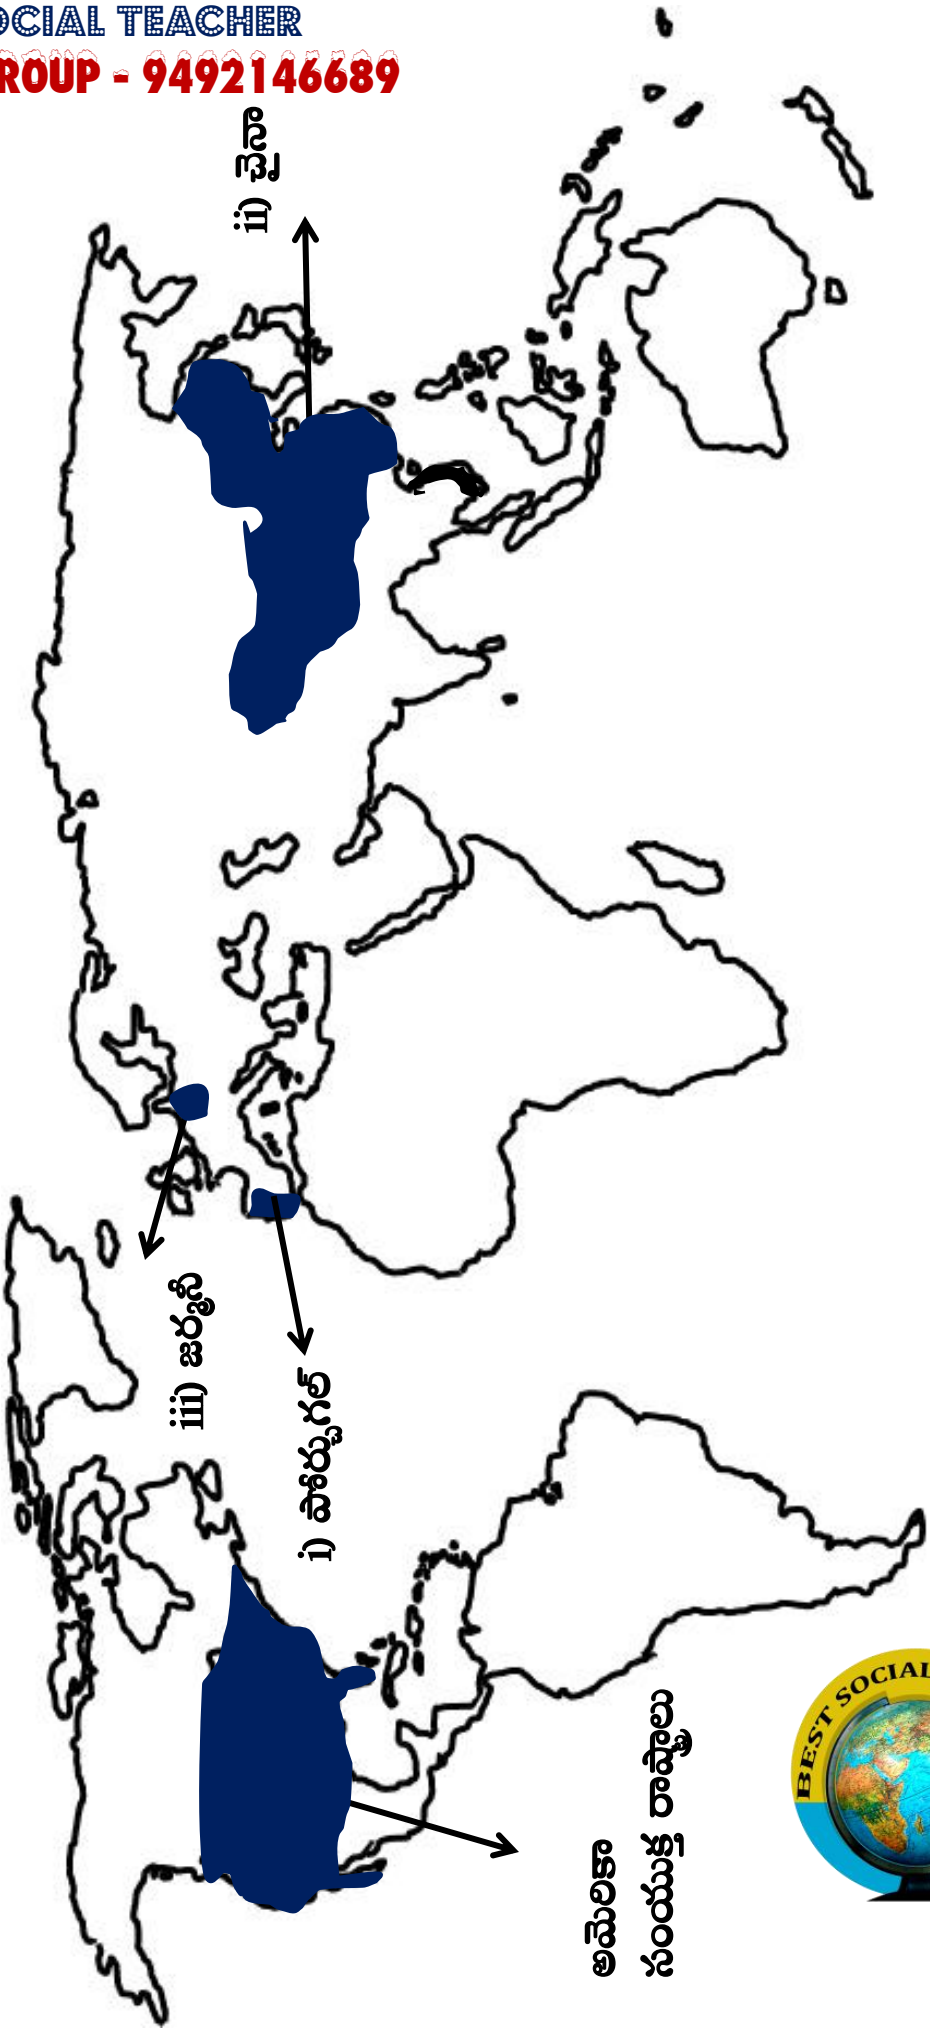 OCIAL TEACHER
ROUP - 9492146689
ii) చైనా
iii) జర్మనీ
i) పోర్చుగల్
అమెరికా
సంయుక్త రాష్ట్రాలు
BEST SOCIAL